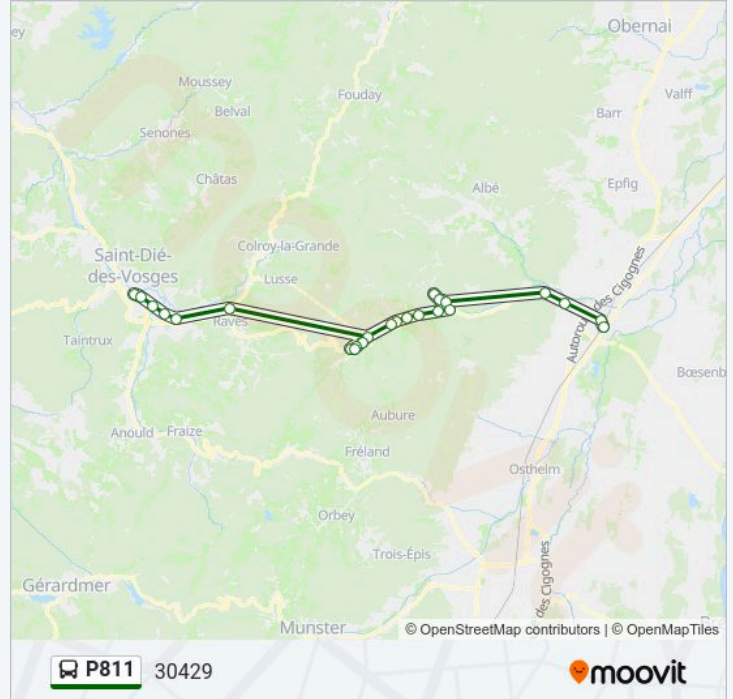 ey
Obernai
Moussey
Fouday
Valff
Belval
Barr
Senones
Châtas
Albé
Epfig
Colroy-la-Grande
Saint-Dié-
des-Vosges
Lusse
Autoroute des Cigognes
Raves
Taintrux
Bœsenb
Aubure
Anould
Fraize
Fréland
Ostheim
Orbey
Trois-Épis
des Cigognes
Gérardmer
Munster
© OpenStreetMap contributors | © OpenMapTiles
P811
30429
moovit